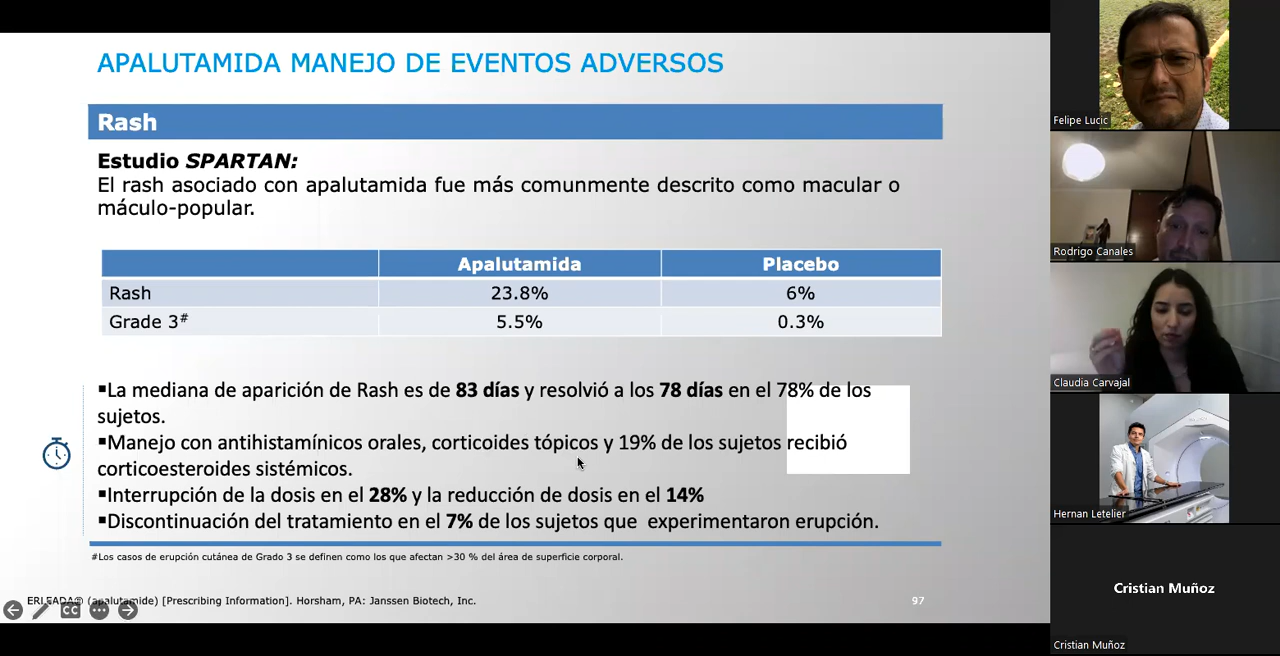 APALUTAMIDA MANEJO DE EVENTOS ADVERSOS
Rash
Estudio SPARTAN:
El rash asociado con apalutamida fue más comunmente descrito como macular o
máculo-popular.
Apalutamida Placebo
Rash 23.8% 6%
Grade 3# 5.5% 0.3%
▪La mediana de aparición de Rash es de 83 días y resolvió a los 78 días en el 78% de los
sujetos.
▪Manejo con antihistamínicos orales, corticoides tópicos y 19% de los sujetos recibió
corticoesteroides sistémicos.
▪Interrupción de la dosis en el 28% y la reducción de dosis en el 14%
▪Discontinuación del tratamiento en el 7% de los sujetos que experimentaron erupción.
#Los casos de erupción cutánea de Grado 3 se definen como los que afectan >30 % del área de superficie corporal.
ERLEADA® (apalutamide) [Prescribing Information]. Horsham, PA: Janssen Biotech, Inc.
97
CC
Felipe Lucic
Rodrigo Canales
Claudia Carvajal
Hernan Letelier
Cristian Muñoz
Cristian Muñoz